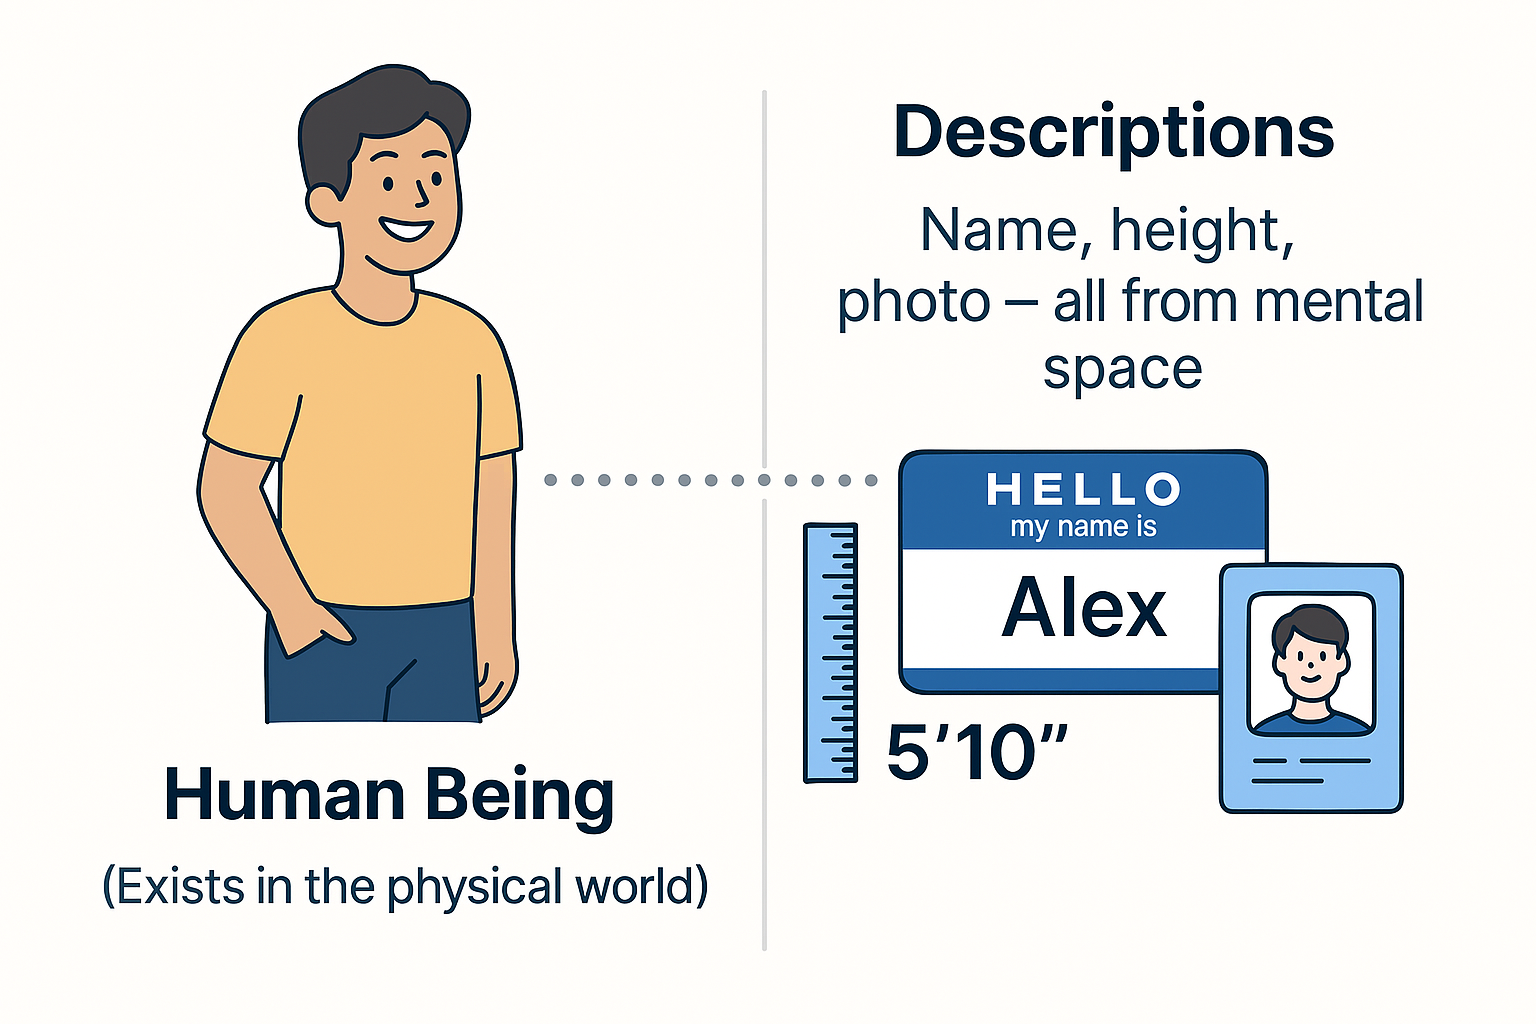 Human Being
(Exists in the physical world)
Descriptions
Name, height,
photo – all from mental
space
HELLO
my name is
Alex
5’10”